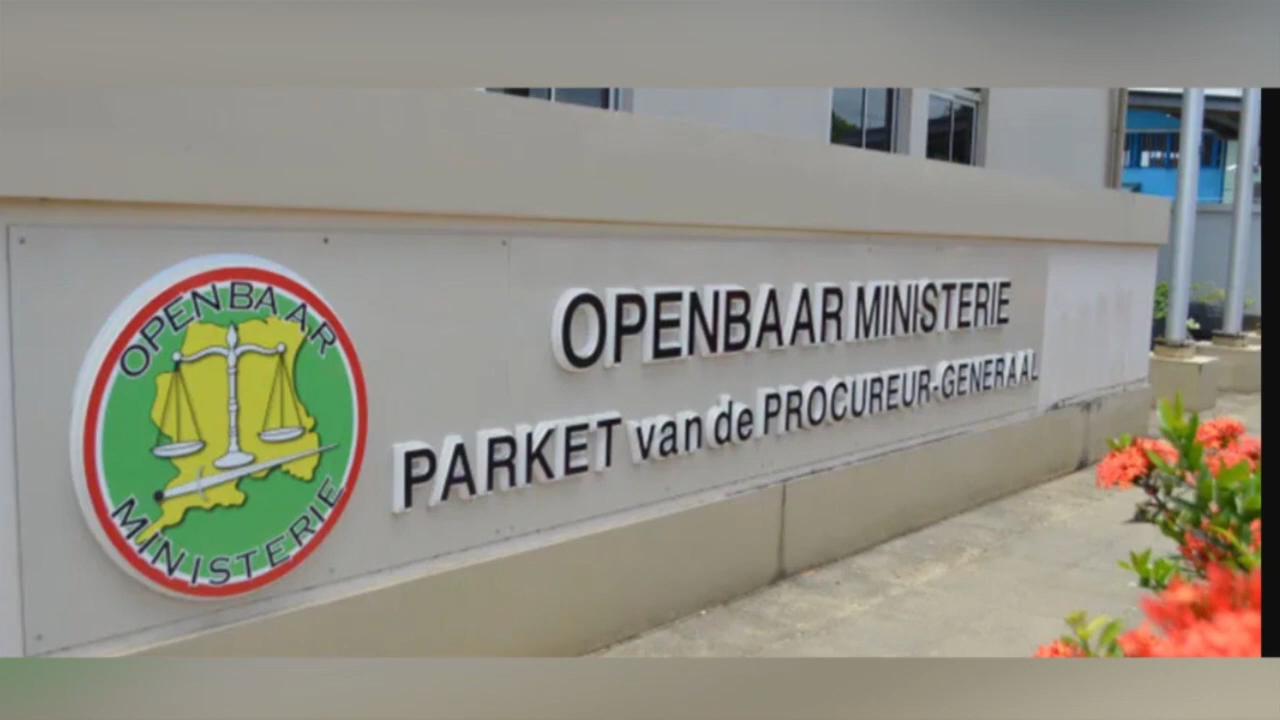 OPENBAAR
MINISTERIE
OPENBAAR MINISTERIE
PARKET van de PROCUREUR-GENERAAL